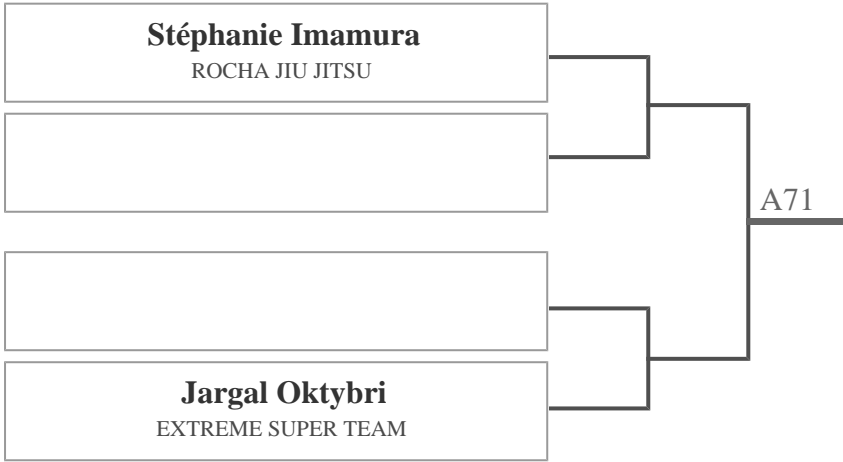 Stéphanie Imamura
ROCHA JIU JITSU
A71
Jargal Oktybri
EXTREME SUPER TEAM